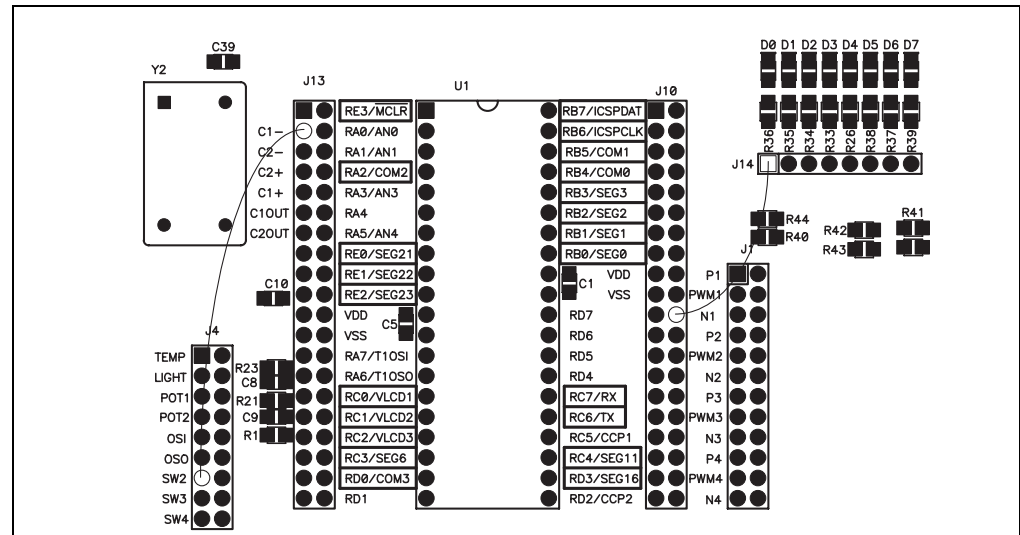 C39
Y2
J13
U1
J10
D0 D1 D2 D3 D4 D5 D6 D7
R36 R35 R34 R33 R26 R38 R37 R39
J14
C1-
C2-
C2+
C1+
C1OUT
C2OUT
RE3/MCLR
RA0/AN0
RA1/AN1
RA2/COM2
RA3/AN3
RA4
RA5/AN4
RE0/SEG21
RE1/SEG22
RE2/SEG23
VDD
VSS
RA7/T1OSI
RA6/T1OSO
RC0/VLCD1
RC1/VLCD2
RC2/VLCD3
RC3/SEG6
RD0/COM3
RD1
C5
RB7/ICSPDAT
RB6/ICSPCLK
RB5/COM1
RB4/COM0
RB3/SEG3
RB2/SEG2
RB1/SEG1
RB0/SEG0
VDD
C1
VSS
RD7
RD6
RD5
RD4
RC7/RX
RC6/TX
RC5/CCP1
RC4/SEG11
RD3/SEG16
RD2/CCP2
R44
R40
R42
R43
R41
J1
P1
PWM1
N1
P2
PWM2
N2
P3
PWM3
N3
P4
PWM4
N4
C10
J4
TEMP
LIGHT
POT1
POT2
OSI
OSO
SW2
SW3
SW4
R23
C8
R21
C9
R1